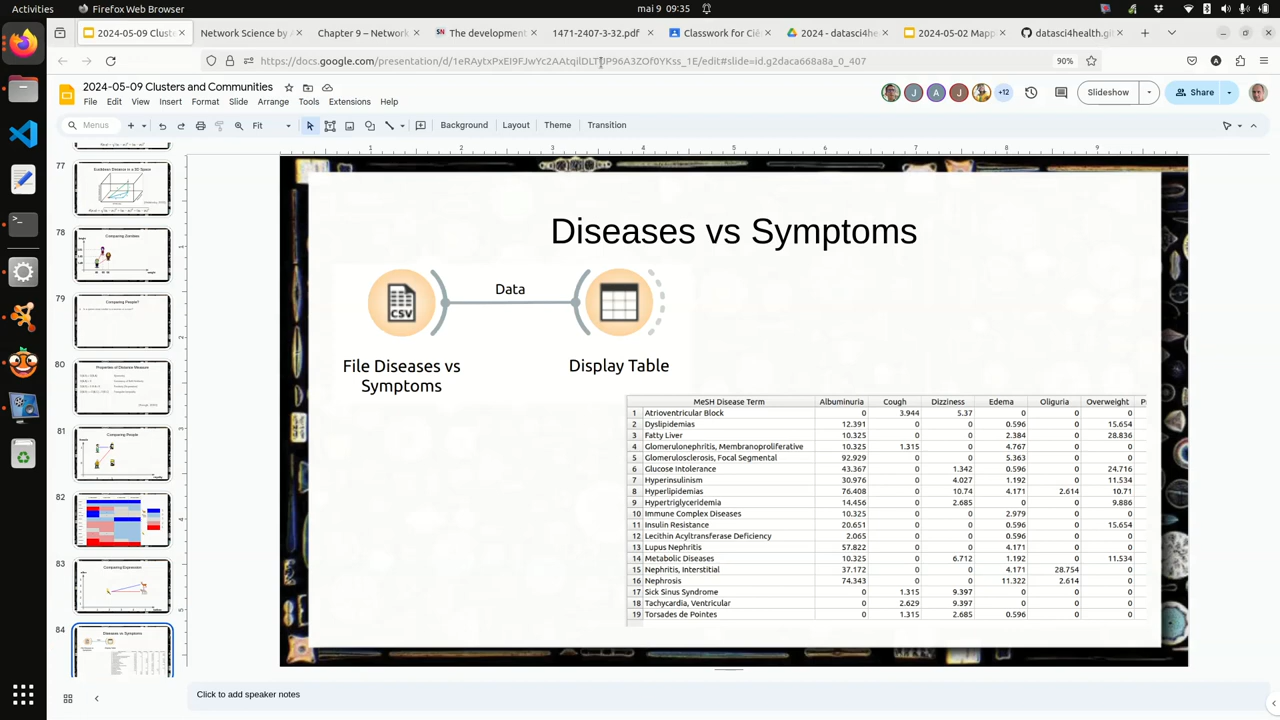 Activities
Firefox Web Browser
mai 9 09:35
2024-05-09 Cluste
Network Science by A
Chapter 9 – Network
The development
1471-2407-3-32.pdf
Classwork for Ciê
2024 - datasci4he
2024-05-02 Mapp
datasci4health.gi
https://docs.google.com/presentation/d/1eRAytxPxEI9FJwYc2AAtqilDLTUP96A3ZOf0YKss_1E/edit#slide=id.g2daca668a8a_0_407
90%
2024-05-09 Clusters and Communities
File Edit View Insert Format Slide Arrange Tools Extensions Help
J A J +12
Slideshow
Share
Menus
Fit
Background Layout Theme Transition
1 2 3 4 5 6 7 8 9
77
Euclidean Distance in a 3D Space
78
Comparing Zombies
79
Comparing People?
80
Properties of Distance Measure
81
Comparing People
82
83
Comparing Expression
84
Diseases vs Symptoms
Diseases vs Symptoms
CSV
Data
File Diseases vs
Symptoms
Display Table
MeSH Disease Term Albuminuria Cough Dizziness Edema Oliguria Overweight P
1 Atrioventricular Block 0 3.944 5.37 0 0 0
2 Dyslipidemias 12.391 0 0 0.596 0 15.654
3 Fatty Liver 10.325 0 0 2.384 0 28.836
4 Glomerulonephritis, Membranoproliferative 10.325 1.315 0 4.767 0 0
5 Glomerulosclerosis, Focal Segmental 92.929 0 0 5.363 0 0
6 Glucose Intolerance 43.367 0 1.342 0.596 0 24.716
7 Hyperinsulinism 30.976 0 4.027 1.192 0 11.534
8 Hyperlipidemias 76.408 0 10.74 4.171 2.614 10.71
9 Hypertriglyceridemia 14.456 0 2.685 0 0 9.886
10 Immune Complex Diseases 10.325 0 0 2.979 0 0
11 Insulin Resistance 20.651 0 0 0.596 0 15.654
12 Lecithin Acyltransferase Deficiency 2.065 0 0 0.596 0 0
13 Lupus Nephritis 57.822 0 0 4.171 0 0
14 Metabolic Diseases 10.325 0 6.712 1.192 0 11.534
15 Nephritis, Interstitial 37.172 0 0 4.171 28.754 0
16 Nephrosis 74.343 0 0 11.322 2.614 0
17 Sick Sinus Syndrome 0 1.315 9.397 0 0 0
18 Tachycardia, Ventricular 0 2.629 9.397 0 0 0
19 Torsades de Pointes 0 1.315 2.685 0.596 0 0
Click to add speaker notes